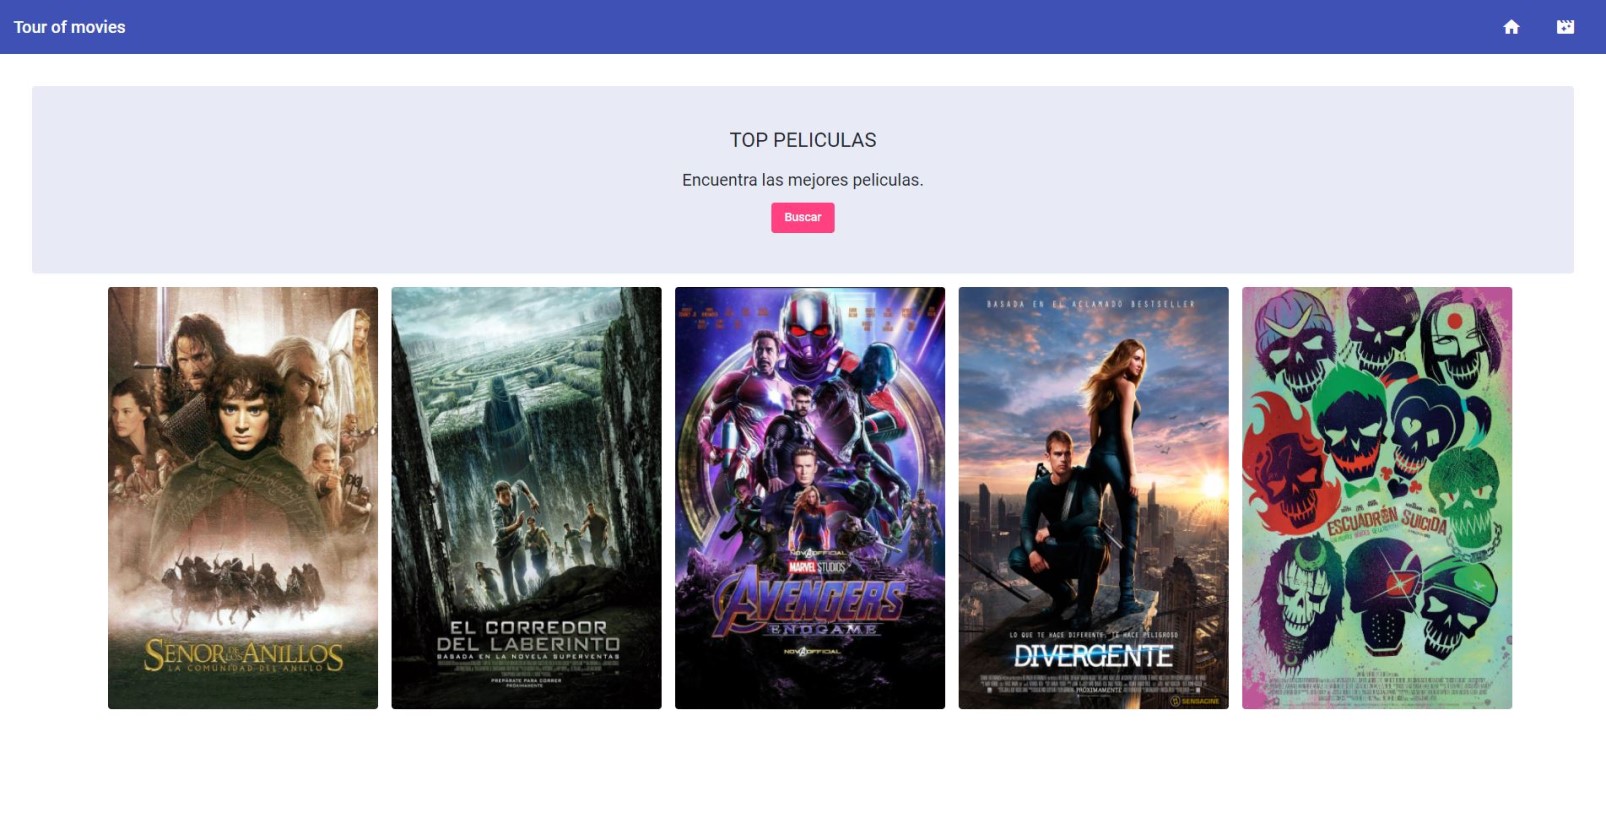 Tour of movies
TOP PELICULAS
Encuentra las mejores peliculas.
Buscar
SEÑOR DE LOS ANILLOS
LA COMUNIDAD DEL ANILLO
EL CORREDOR
DEL LABERINTO
BASADA EN LA NOVELA SUPERVENTAS
PREPÁRATE PARA CORRER
PRÓXIMAMENTE
MARVEL STUDIOS
AVENGERS
ENDGAME
BASADA EN EL ACLAMADO BESTSELLER
LO QUE TE HACE DIFERENTE, TE HACE PELIGROSO
DIVERGENTE
PRÓXIMAMENTE
SENSACINE
ESCUADRÓN SUICIDA